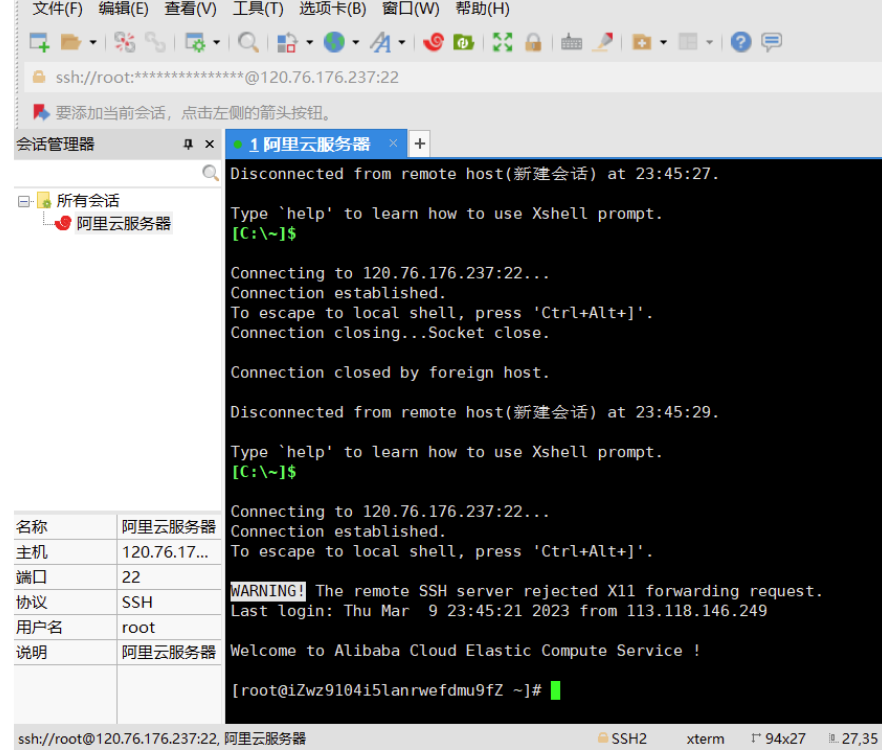 文件(F) 编辑(E) 查看(V) 工具(T) 选项卡(B) 窗口(W) 帮助(H)
ssh://root:***************@120.76.176.237:22
要添加当前会话，点击左侧的箭头按钮。
会话管理器
1 阿里云服务器
所有会话
阿里云服务器
Disconnected from remote host(新建会话) at 23:45:27.
Type `help' to learn how to use Xshell prompt.
[C:\~]$
Connecting to 120.76.176.237:22...
Connection established.
To escape to local shell, press 'Ctrl+Alt+]'.
Connection closing...Socket close.
Connection closed by foreign host.
Disconnected from remote host(新建会话) at 23:45:29.
Type `help' to learn how to use Xshell prompt.
[C:\~]$
Connecting to 120.76.176.237:22...
Connection established.
To escape to local shell, press 'Ctrl+Alt+]'.
WARNING! The remote SSH server rejected X11 forwarding request.
Last login: Thu Mar  9 23:45:21 2023 from 113.118.146.249
Welcome to Alibaba Cloud Elastic Compute Service !
[root@iZwz9104i5lanrwefdmu9fZ ~]#
名称 阿里云服务器
主机 120.76.17...
端口 22
协议 SSH
用户名 root
说明 阿里云服务器
ssh://root@120.76.176.237:22, 阿里云服务器 SSH2 xterm 94x27 27,35